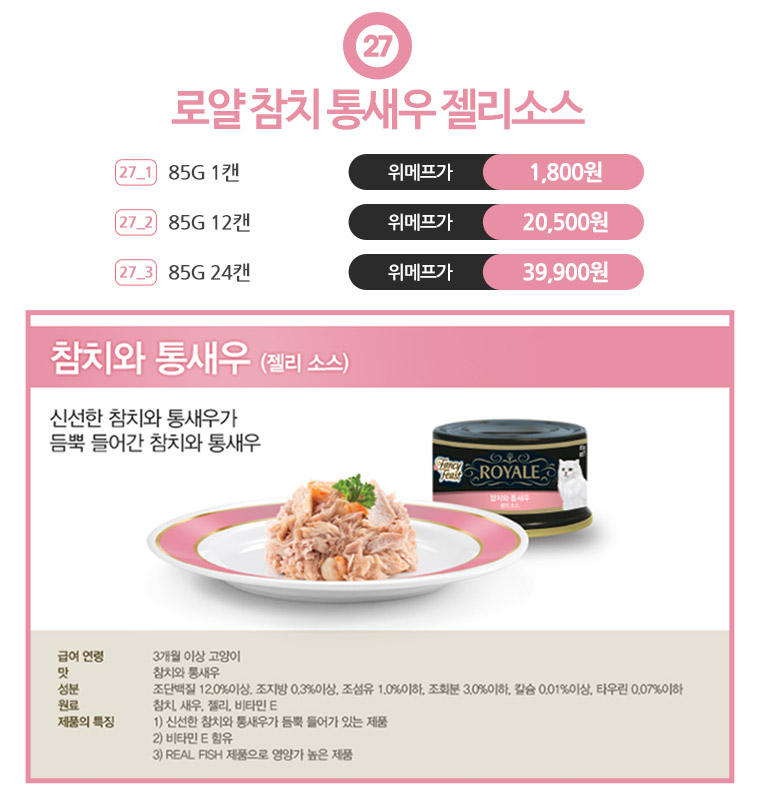 27
로얄 참치 통새우 젤리소스
27_1 85G 1캔 위메프가 1,800원
27_2 85G 12캔 위메프가 20,500원
27_3 85G 24캔 위메프가 39,900원
참치와 통새우 (젤리 소스)
신선한 참치와 통새우가
듬뿍 들어간 참치와 통새우
Fancy Feast
ROYALE
참치와 통새우
젤리 소스
급여 연령 3개월 이상 고양이
맛 참치와 통새우
성분 조단백질 12.0%이상, 조지방 0.3%이상, 조섬유 1.0%이하, 조회분 3.0%이하, 칼슘 0.01%이상, 타우린 0.07%이하
원료 참치, 새우, 젤리, 비타민 E
제품의 특징 1) 신선한 참치와 통새우가 듬뿍 들어가 있는 제품
2) 비타민 E 함유
3) REAL FISH 제품으로 영양가 높은 제품